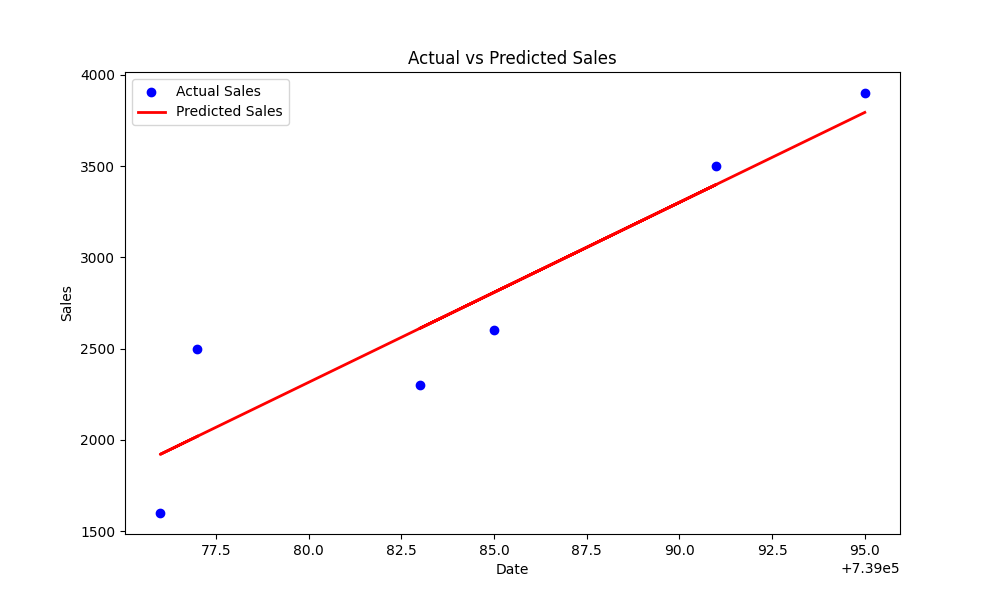 Actual vs Predicted Sales
Actual Sales
Predicted Sales
4000
3500
3000
2500
2000
1500
Sales
77.5 80.0 82.5 85.0 87.5 90.0 92.5 95.0
+7.39e5
Date